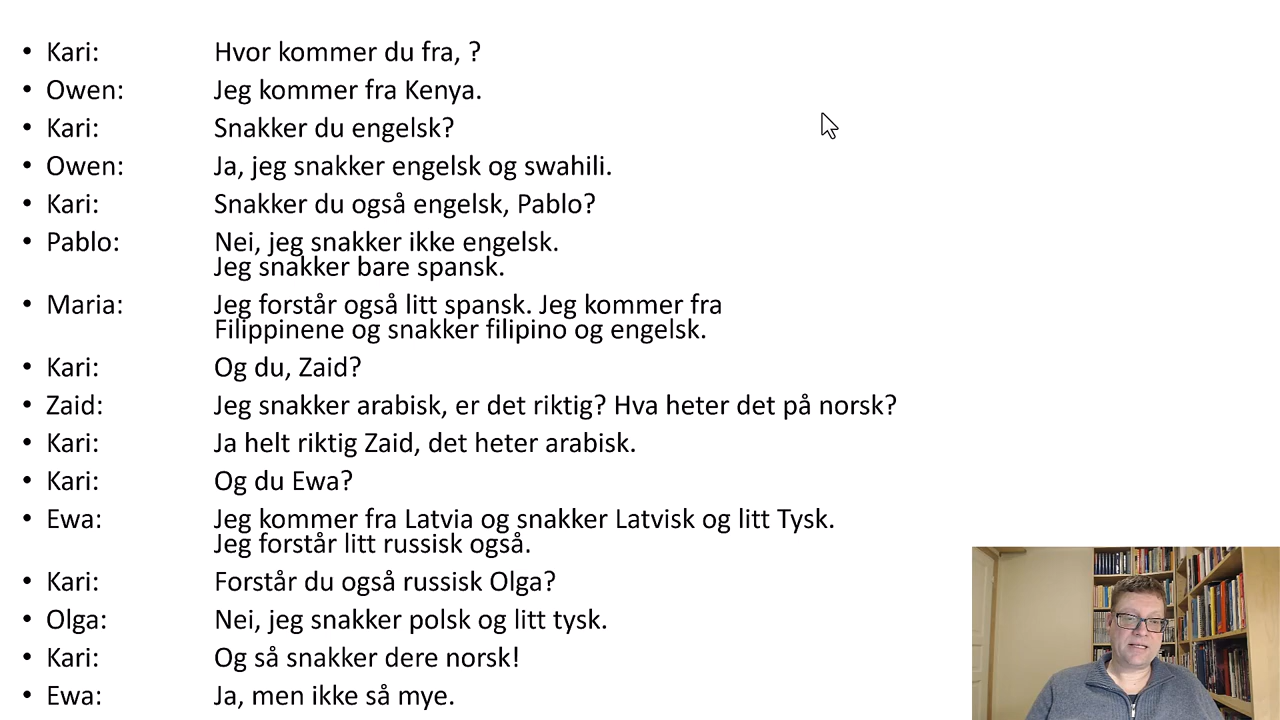 • Kari: Hvor kommer du fra, ?
• Owen: Jeg kommer fra Kenya.
• Kari: Snakker du engelsk?
• Owen: Ja, jeg snakker engelsk og swahili.
• Kari: Snakker du også engelsk, Pablo?
• Pablo: Nei, jeg snakker ikke engelsk.
Jeg snakker bare spansk.
• Maria: Jeg forstår også litt spansk. Jeg kommer fra
Filippinene og snakker filipino og engelsk.
• Kari: Og du, Zaid?
• Zaid: Jeg snakker arabisk, er det riktig? Hva heter det på norsk?
• Kari: Ja helt riktig Zaid, det heter arabisk.
• Kari: Og du Ewa?
• Ewa: Jeg kommer fra Latvia og snakker Latvisk og litt Tysk.
Jeg forstår litt russisk også.
• Kari: Forstår du også russisk Olga?
• Olga: Nei, jeg snakker polsk og litt tysk.
• Kari: Og så snakker dere norsk!
• Ewa: Ja, men ikke så mye.